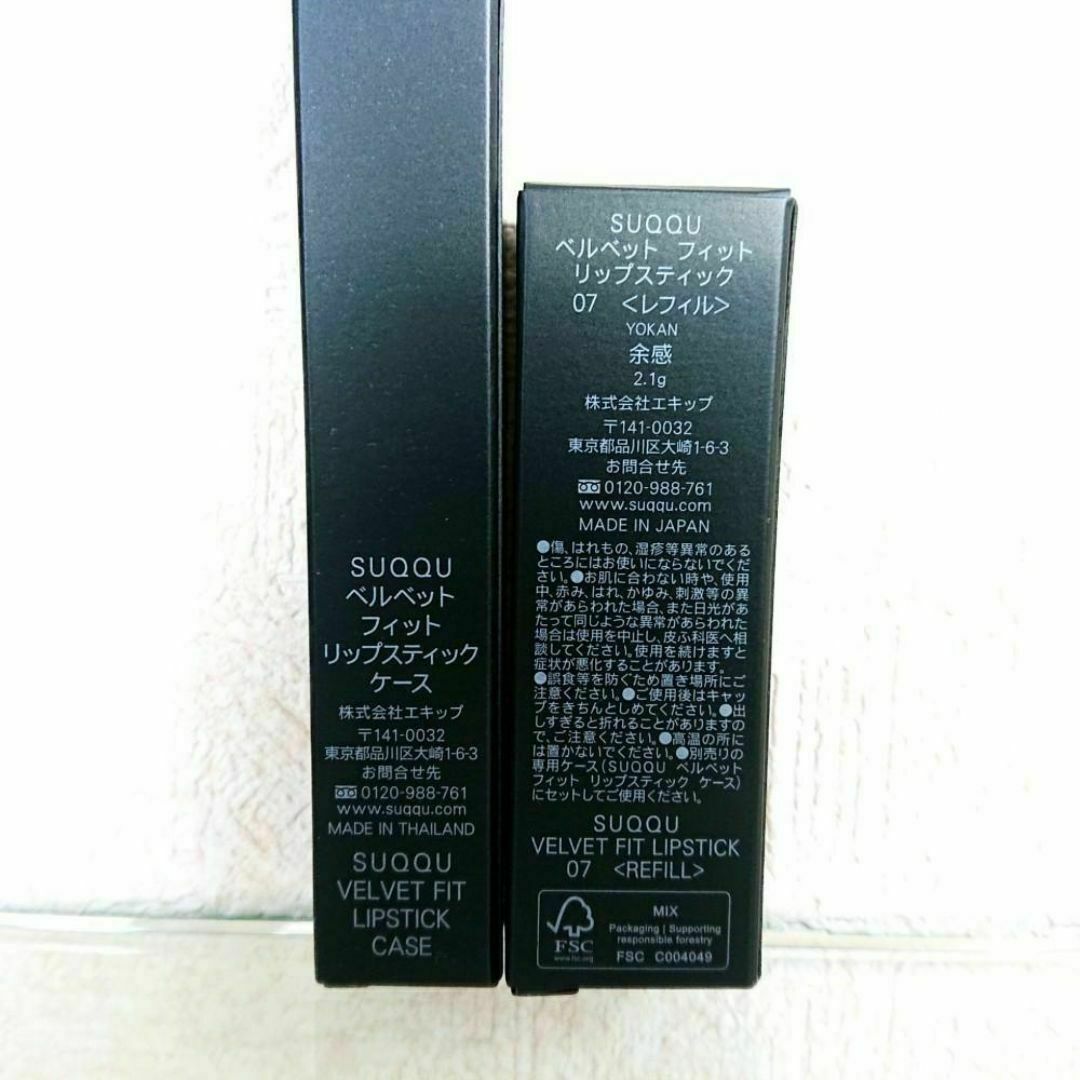 SUQQU
ベルベット
フィット
リップスティック
ケース
株式会社エキップ
〒141-0032
東京都品川区大崎1-6-3
お問合せ先
0120-988-761
www.suqqu.com
MADE IN THAILAND
SUQQU
VELVET FIT
LIPSTICK
CASE
SUQQU
ベルベット フィット
リップスティック
07 <レフィル>
YOKAN
余感
2.1g
株式会社エキップ
〒141-0032
東京都品川区大崎1-6-3
お問合せ先
0120-988-761
www.suqqu.com
MADE IN JAPAN
●傷、はれもの、湿疹等異常のある
ところにはお使いにならないでくだ
さい。●お肌に合わない時や、使用
中、赤み、はれ、かゆみ、刺激等の異
常があらわれた場合、また日光があ
たって同じような異常があらわれた
場合は使用を中止し、皮ふ科医へ相
談してください。使用を続けますと
症状が悪化することがあります。
●誤食等を防ぐため置き場所にご
注意ください。●ご使用後はキャッ
プをきちんとしめてください。●出
しすぎると折れることがありますの
で、ご注意ください。●高温の所に
は置かないでください。●別売りの
専用ケース(SUQQU ベルベット
フィット リップスティック ケース)
にセットしてご使用ください。
SUQQU
VELVET FIT LIPSTICK
07 <REFILL>
FSC
www.fsc.org
MIX
Packaging | Supporting
responsible forestry
FSC C004049